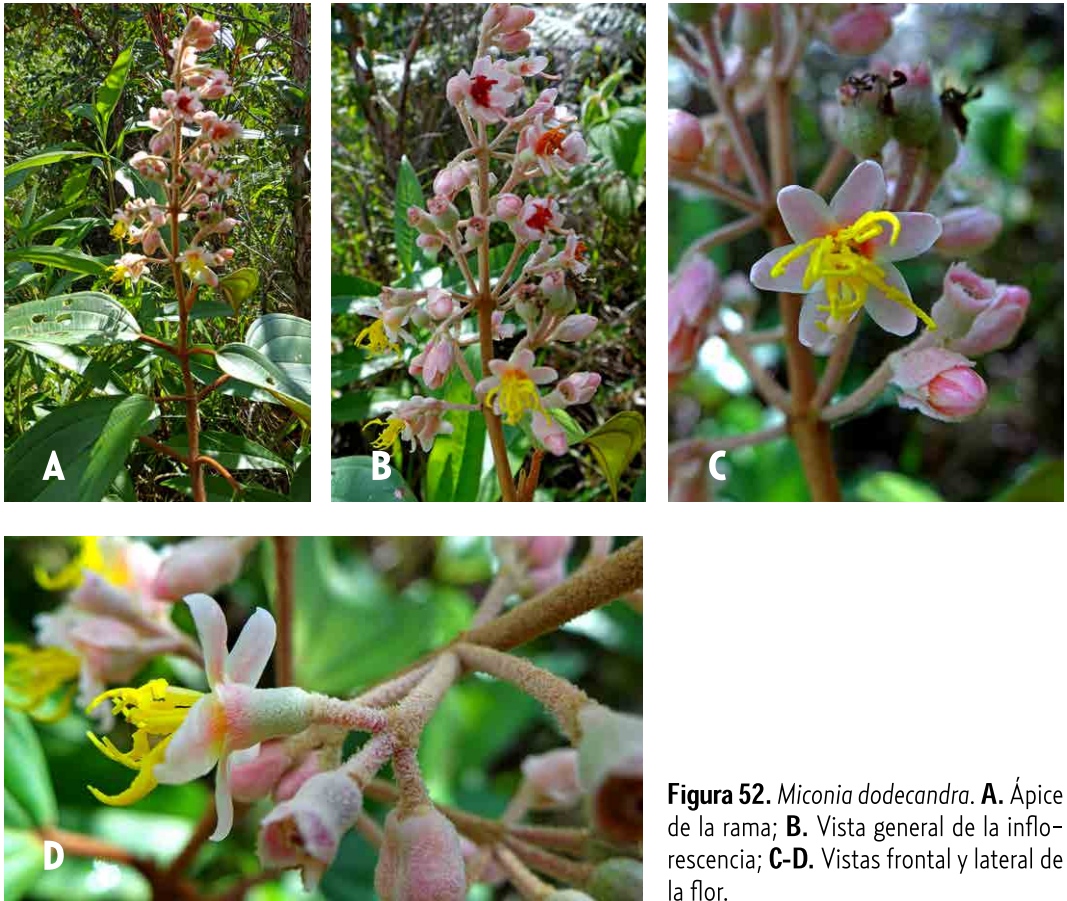 A
B
C
D
Figura 52. Miconia dodecandra. A. Ápice
de la rama; B. Vista general de la inflo-
rescencia; C-D. Vistas frontal y lateral de
la flor.